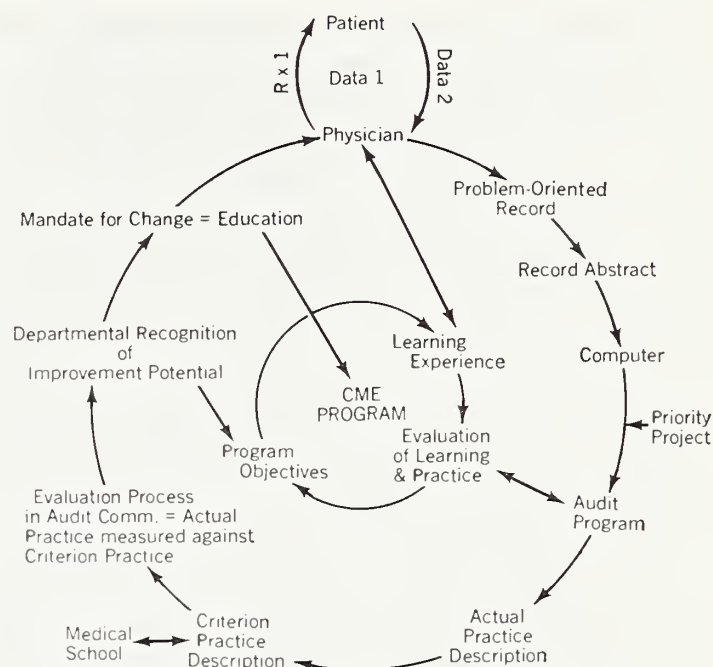 Patient
R x 1
Data 1
Data 2
Physician
Problem-Oriented
Record
Mandate for Change = Education
Record Abstract
Departmental Recognition
of
Improvement Potential
Learning
Experience
Computer
CME
PROGRAM
Priority
Project
Program
Objectives
Evaluation
of Learning
& Practice
Audit
Program
Evaluation Process
in Audit Comm. = Actual
Practice measured against
Criterion Practice
Actual
Practice
Description
Criterion
Practice
Description
Medical
School